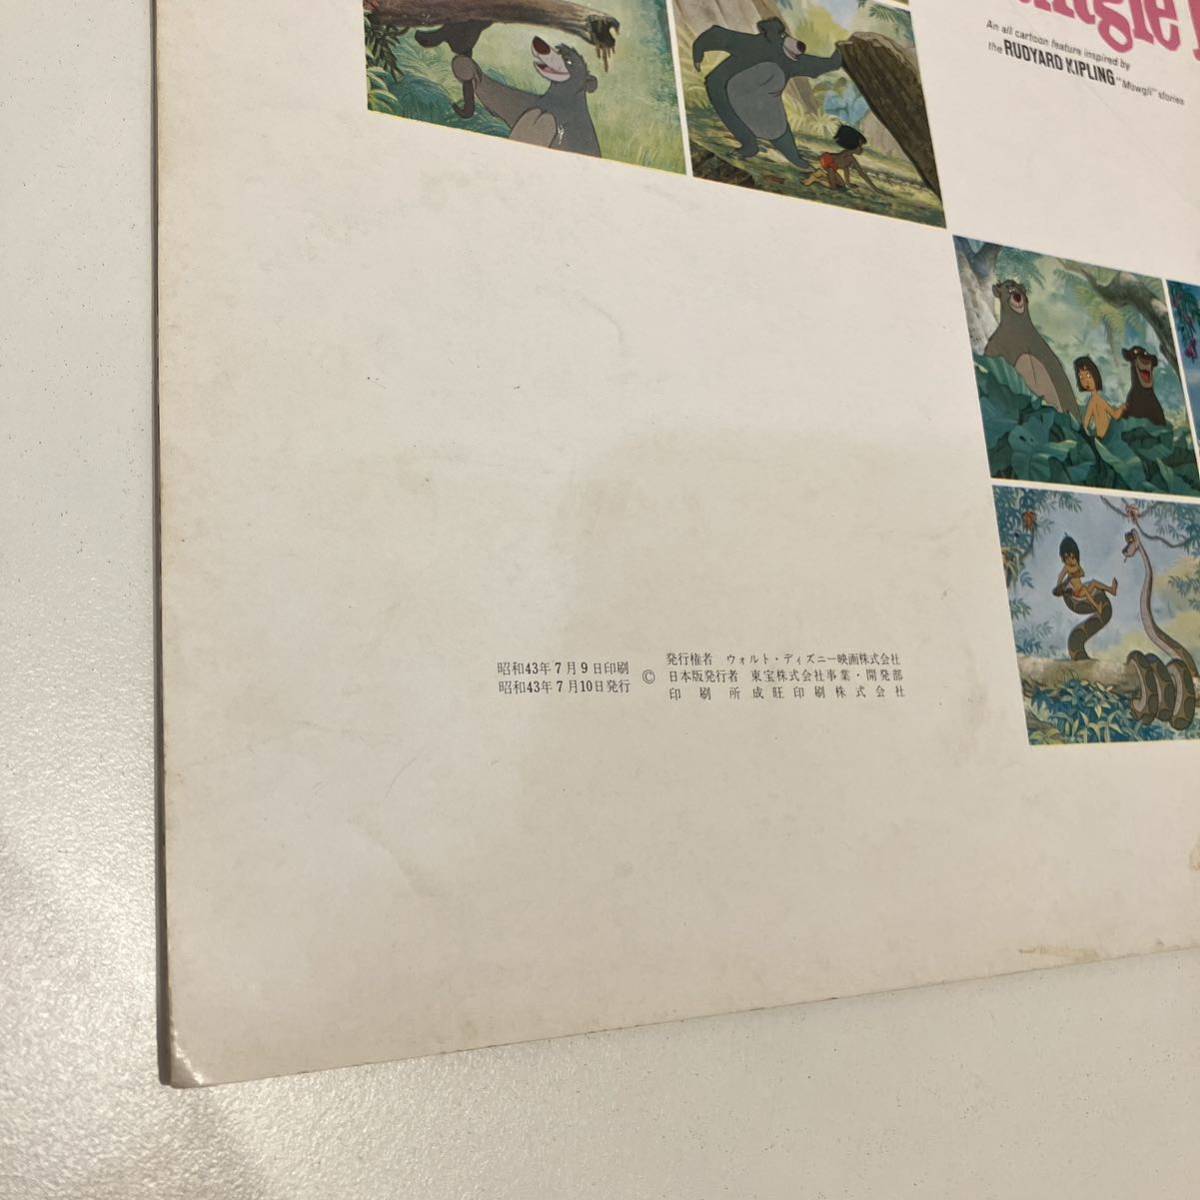 ngle
An all cartoon feature inspired by
the RUDYARD KIPLING "Mowgli" stories
昭和43年7月9日印刷
昭和43年7月10日発行
©
発行権者 ウォルト・ディズニー映画株式会社
日本版発行者 東宝株式会社事業・開発部
印刷所 成旺印刷株式会社